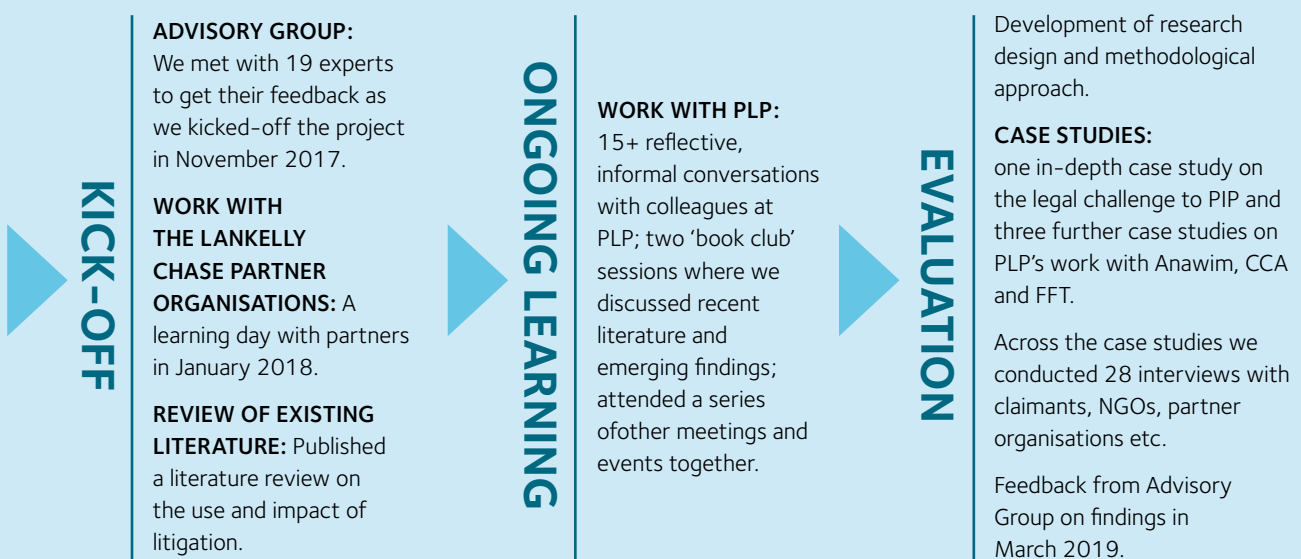 KICK-OFF
ADVISORY GROUP:
We met with 19 experts
to get their feedback as
we kicked-off the project
in November 2017.
WORK WITH
THE LANKELLY
CHASE PARTNER
ORGANISATIONS: A
learning day with partners
in January 2018.
REVIEW OF EXISTING
LITERATURE: Published
a literature review on
the use and impact of
litigation.
ONGOING LEARNING
WORK WITH PLP:
15+ reflective,
informal conversations
with colleagues at
PLP; two ‘book club’
sessions where we
discussed recent
literature and
emerging findings;
attended a series
ofother meetings and
events together.
EVALUATION
Development of research
design and methodological
approach.
CASE STUDIES:
one in-depth case study on
the legal challenge to PIP and
three further case studies on
PLP’s work with Anawim, CCA
and FFT.
Across the case studies we
conducted 28 interviews with
claimants, NGOs, partner
organisations etc.
Feedback from Advisory
Group on findings in
March 2019.